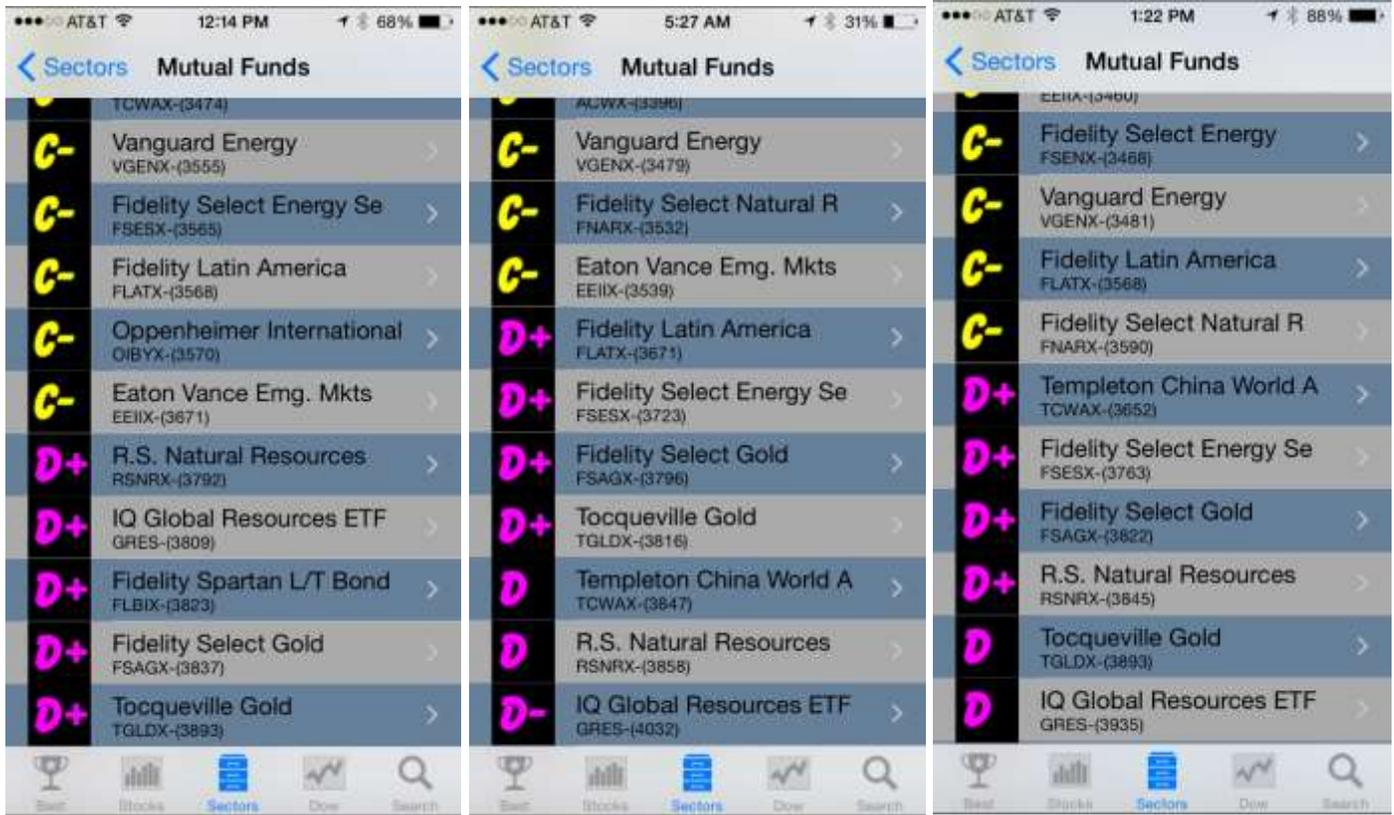 AT&T 12:14 PM 68%
Sectors Mutual Funds
TCWAX-(3474)
C- Vanguard Energy
VGENX-(3555)
C- Fidelity Select Energy Se
FSESX-(3565)
C- Fidelity Latin America
FLATX-(3568)
C- Oppenheimer International
OIBYX-(3570)
C- Eaton Vance Emg. Mkts
EEIIX-(3671)
D+ R.S. Natural Resources
RSNRX-(3792)
D+ IQ Global Resources ETF
GRES-(3809)
D+ Fidelity Spartan L/T Bond
FLBIX-(3823)
D+ Fidelity Select Gold
FSAGX-(3837)
D+ Tocqueville Gold
TGLDX-(3893)
Best Stocks Sectors Dow Search
AT&T 5:27 AM 31%
Sectors Mutual Funds
ACWX-(3396)
C- Vanguard Energy
VGENX-(3479)
C- Fidelity Select Natural R
FNARX-(3532)
C- Eaton Vance Emg. Mkts
EEIIX-(3539)
D+ Fidelity Latin America
FLATX-(3671)
D+ Fidelity Select Energy Se
FSESX-(3723)
D+ Fidelity Select Gold
FSAGX-(3796)
D+ Tocqueville Gold
TGLDX-(3816)
D Templeton China World A
TCWAX-(3847)
D R.S. Natural Resources
RSNRX-(3858)
D- IQ Global Resources ETF
GRES-(4032)
Best Stocks Sectors Dow Search
AT&T 1:22 PM 88%
Sectors Mutual Funds
EEIIX-(3460)
C- Fidelity Select Energy
FSENX-(3468)
C- Vanguard Energy
VGENX-(3481)
C- Fidelity Latin America
FLATX-(3568)
C- Fidelity Select Natural R
FNARX-(3590)
D+ Templeton China World A
TCWAX-(3652)
D+ Fidelity Select Energy Se
FSESX-(3763)
D+ Fidelity Select Gold
FSAGX-(3822)
D+ R.S. Natural Resources
RSNRX-(3845)
D Tocqueville Gold
TGLDX-(3893)
D IQ Global Resources ETF
GRES-(3935)
Best Stocks Sectors Dow Search